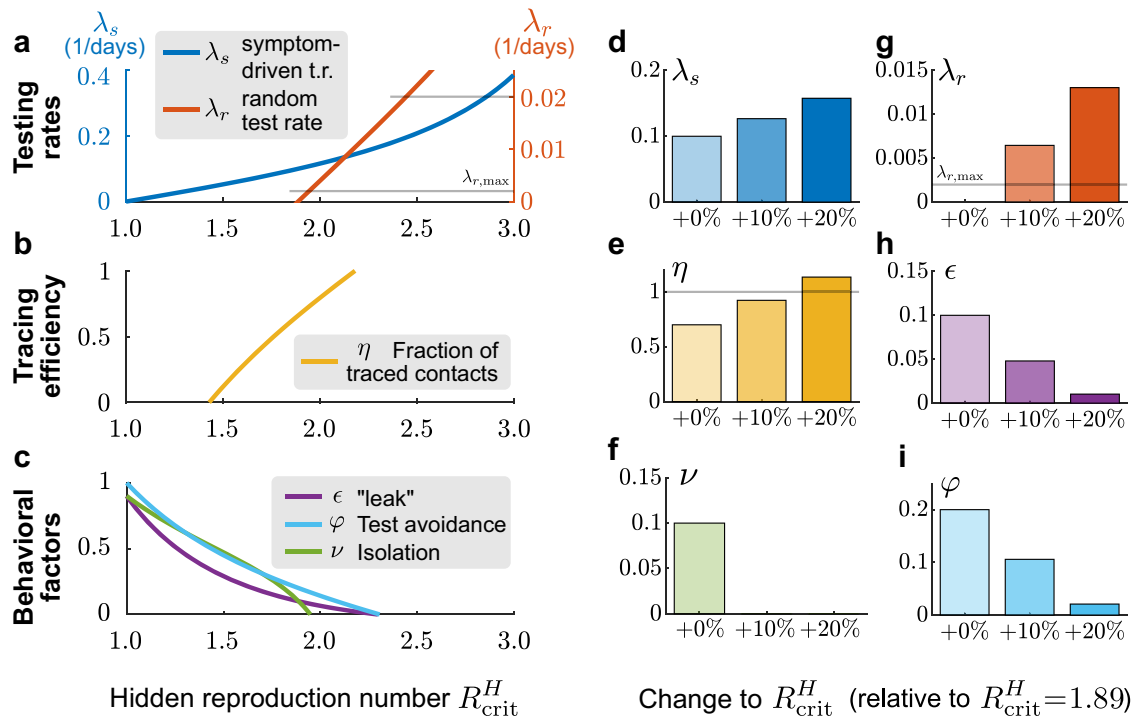 a
λs
(1/days)
λr
(1/days)
λs symptom-
driven t.r.
λr random
test rate
Testing
rates
0.4
0.2
0
0.02
0.01
0
λr,max
1.0 1.5 2.0 2.5 3.0
b
Tracing
efficiency
1
0.5
0
η Fraction of
traced contacts
1.0 1.5 2.0 2.5 3.0
c
Behavioral
factors
1
0.5
0
ϵ "leak"
φ Test avoidance
ν Isolation
1.0 1.5 2.0 2.5 3.0
Hidden reproduction number R^H_crit
d
λs
0.2
0.1
0
+0% +10% +20%
g
λr
0.015
0.01
0.005
0
λr,max
+0% +10% +20%
e
η
1
0.5
0
+0% +10% +20%
h
ϵ
0.15
0.1
0.05
0
+0% +10% +20%
f
ν
0.15
0.1
0.05
0
+0% +10% +20%
i
φ
0.2
0.1
0
+0% +10% +20%
Change to R^H_crit (relative to R^H_crit=1.89)